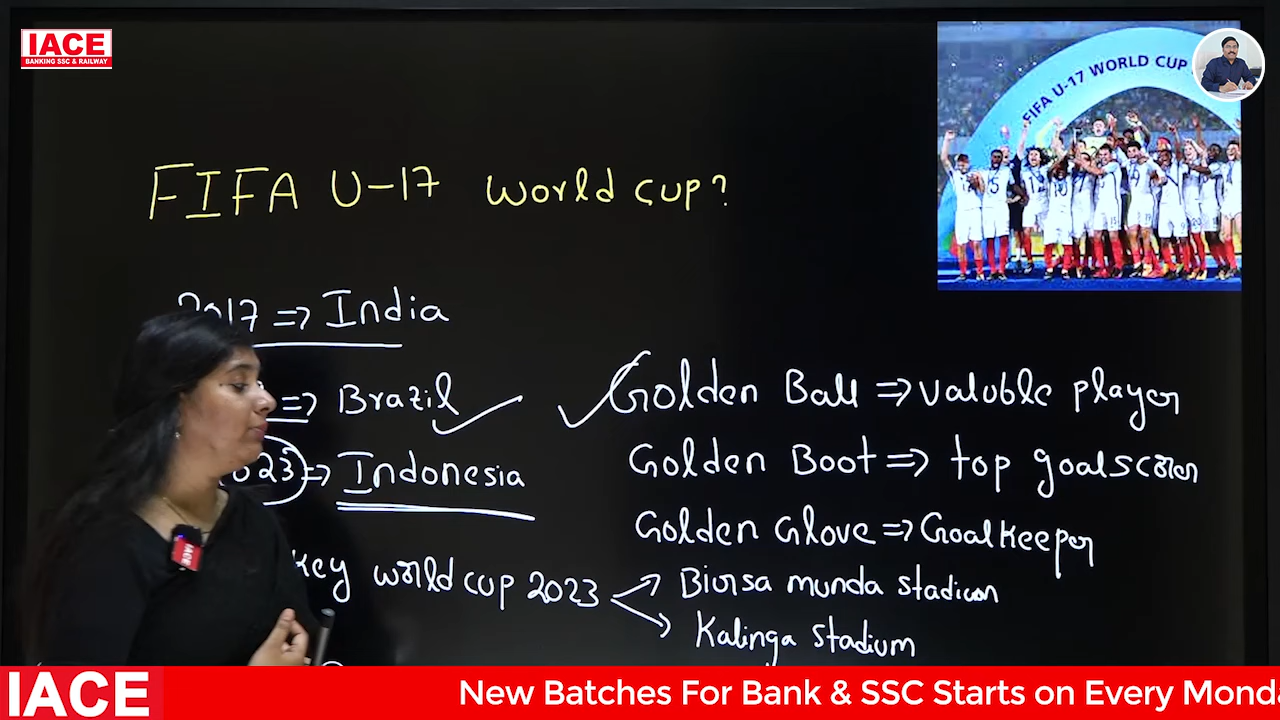 IACE
BANKING SSC & RAILWAY
FIFA U-17 WORLD CUP
FIFA U-17 world cup?
2017 => India
=> Brazil
2023 => Indonesia
key world cup 2023
Golden Ball => valuble player
Golden Boot => top goalscorer
Golden Glove => Goalkeeper
Birsa munda stadium
Kalinga stadium
IACE
IACE
New Batches For Bank & SSC Starts on Every Mond